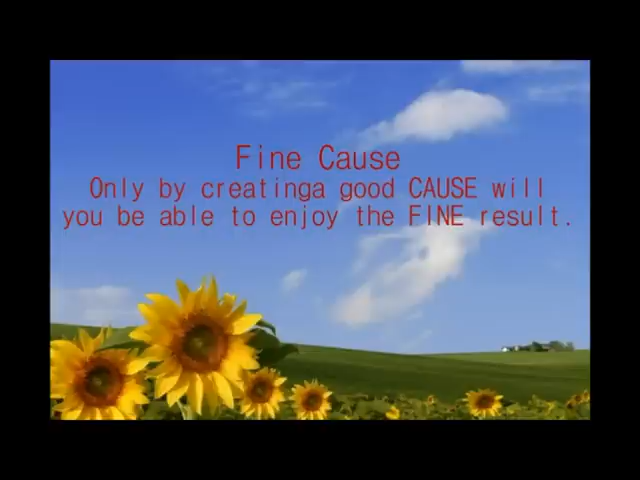 Fine Cause
Only by creatinga good CAUSE will
you be able to enjoy the FINE result.